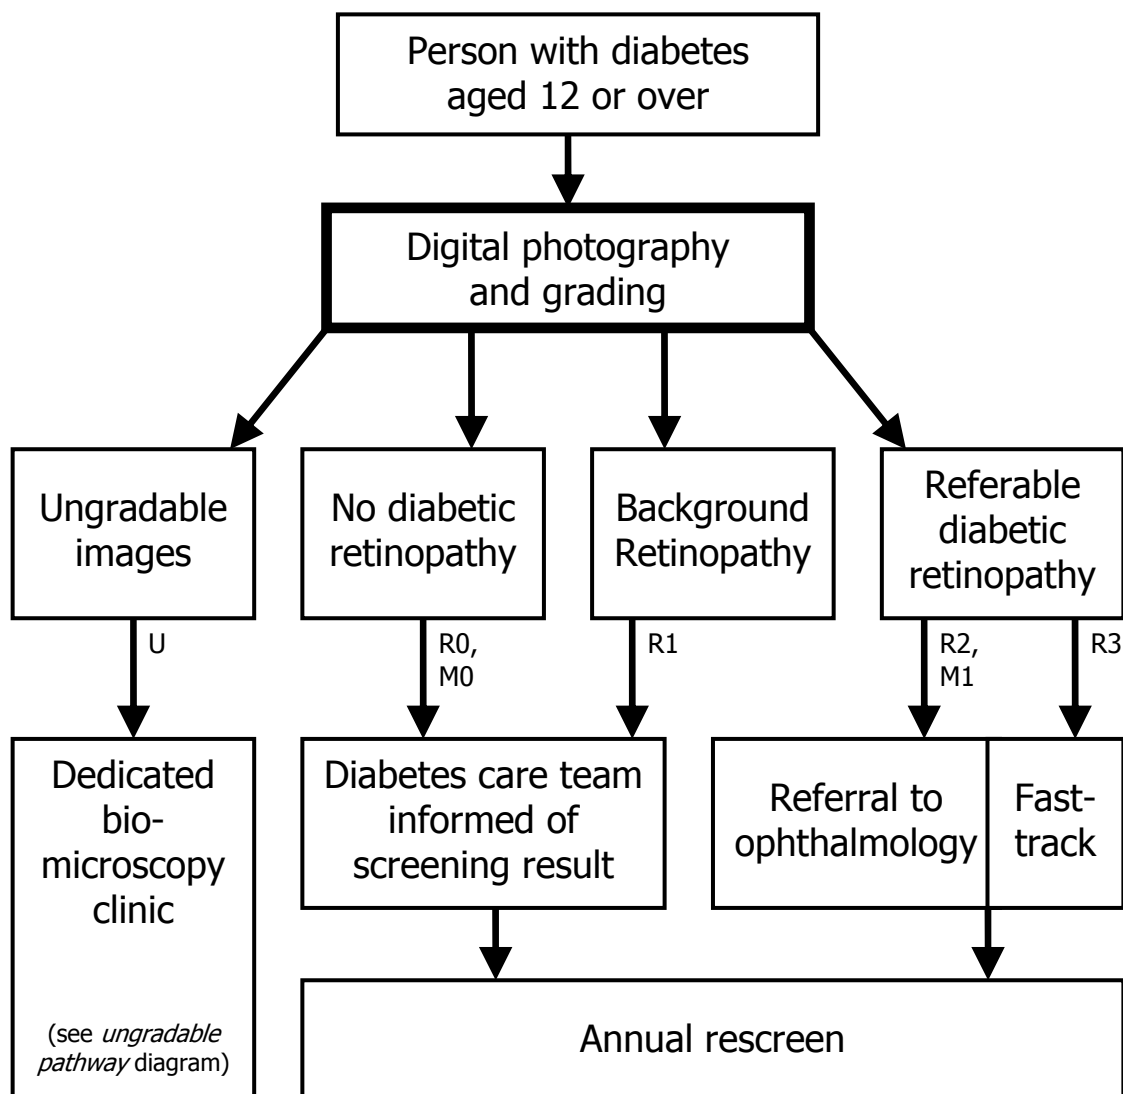 Person with diabetes
aged 12 or over
Digital photography
and grading
Ungradable
images
No diabetic
retinopathy
Background
Retinopathy
Referable
diabetic
retinopathy
U
R0,
M0
R1
R2,
M1
R3
Dedicated
bio-
microscopy
clinic
(see ungradable
pathway diagram)
Diabetes care team
informed of
screening result
Referral to
ophthalmology
Fast-
track
Annual rescreen